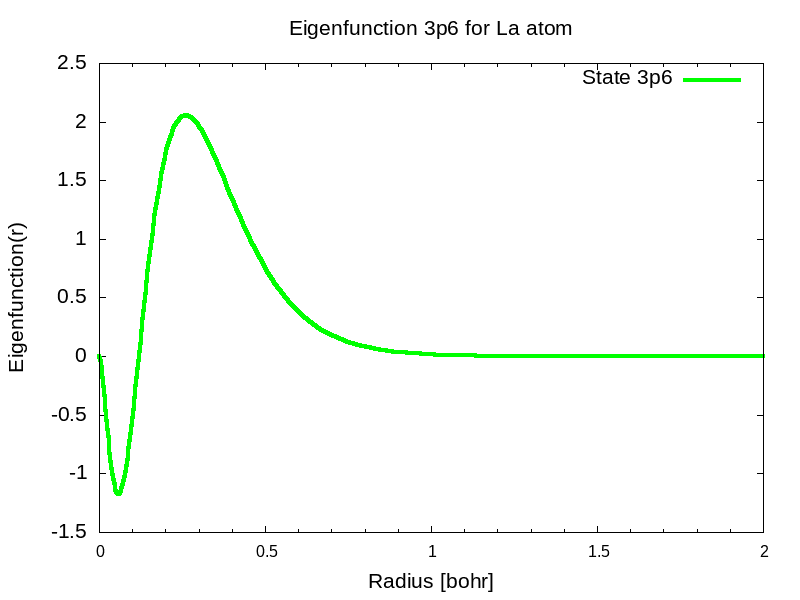 Eigenfunction 3p6 for La atom
State 3p6
2.5
2
1.5
1
0.5
0
-0.5
-1
-1.5
Eigenfunction(r)
0 0.5 1 1.5 2
Radius [bohr]